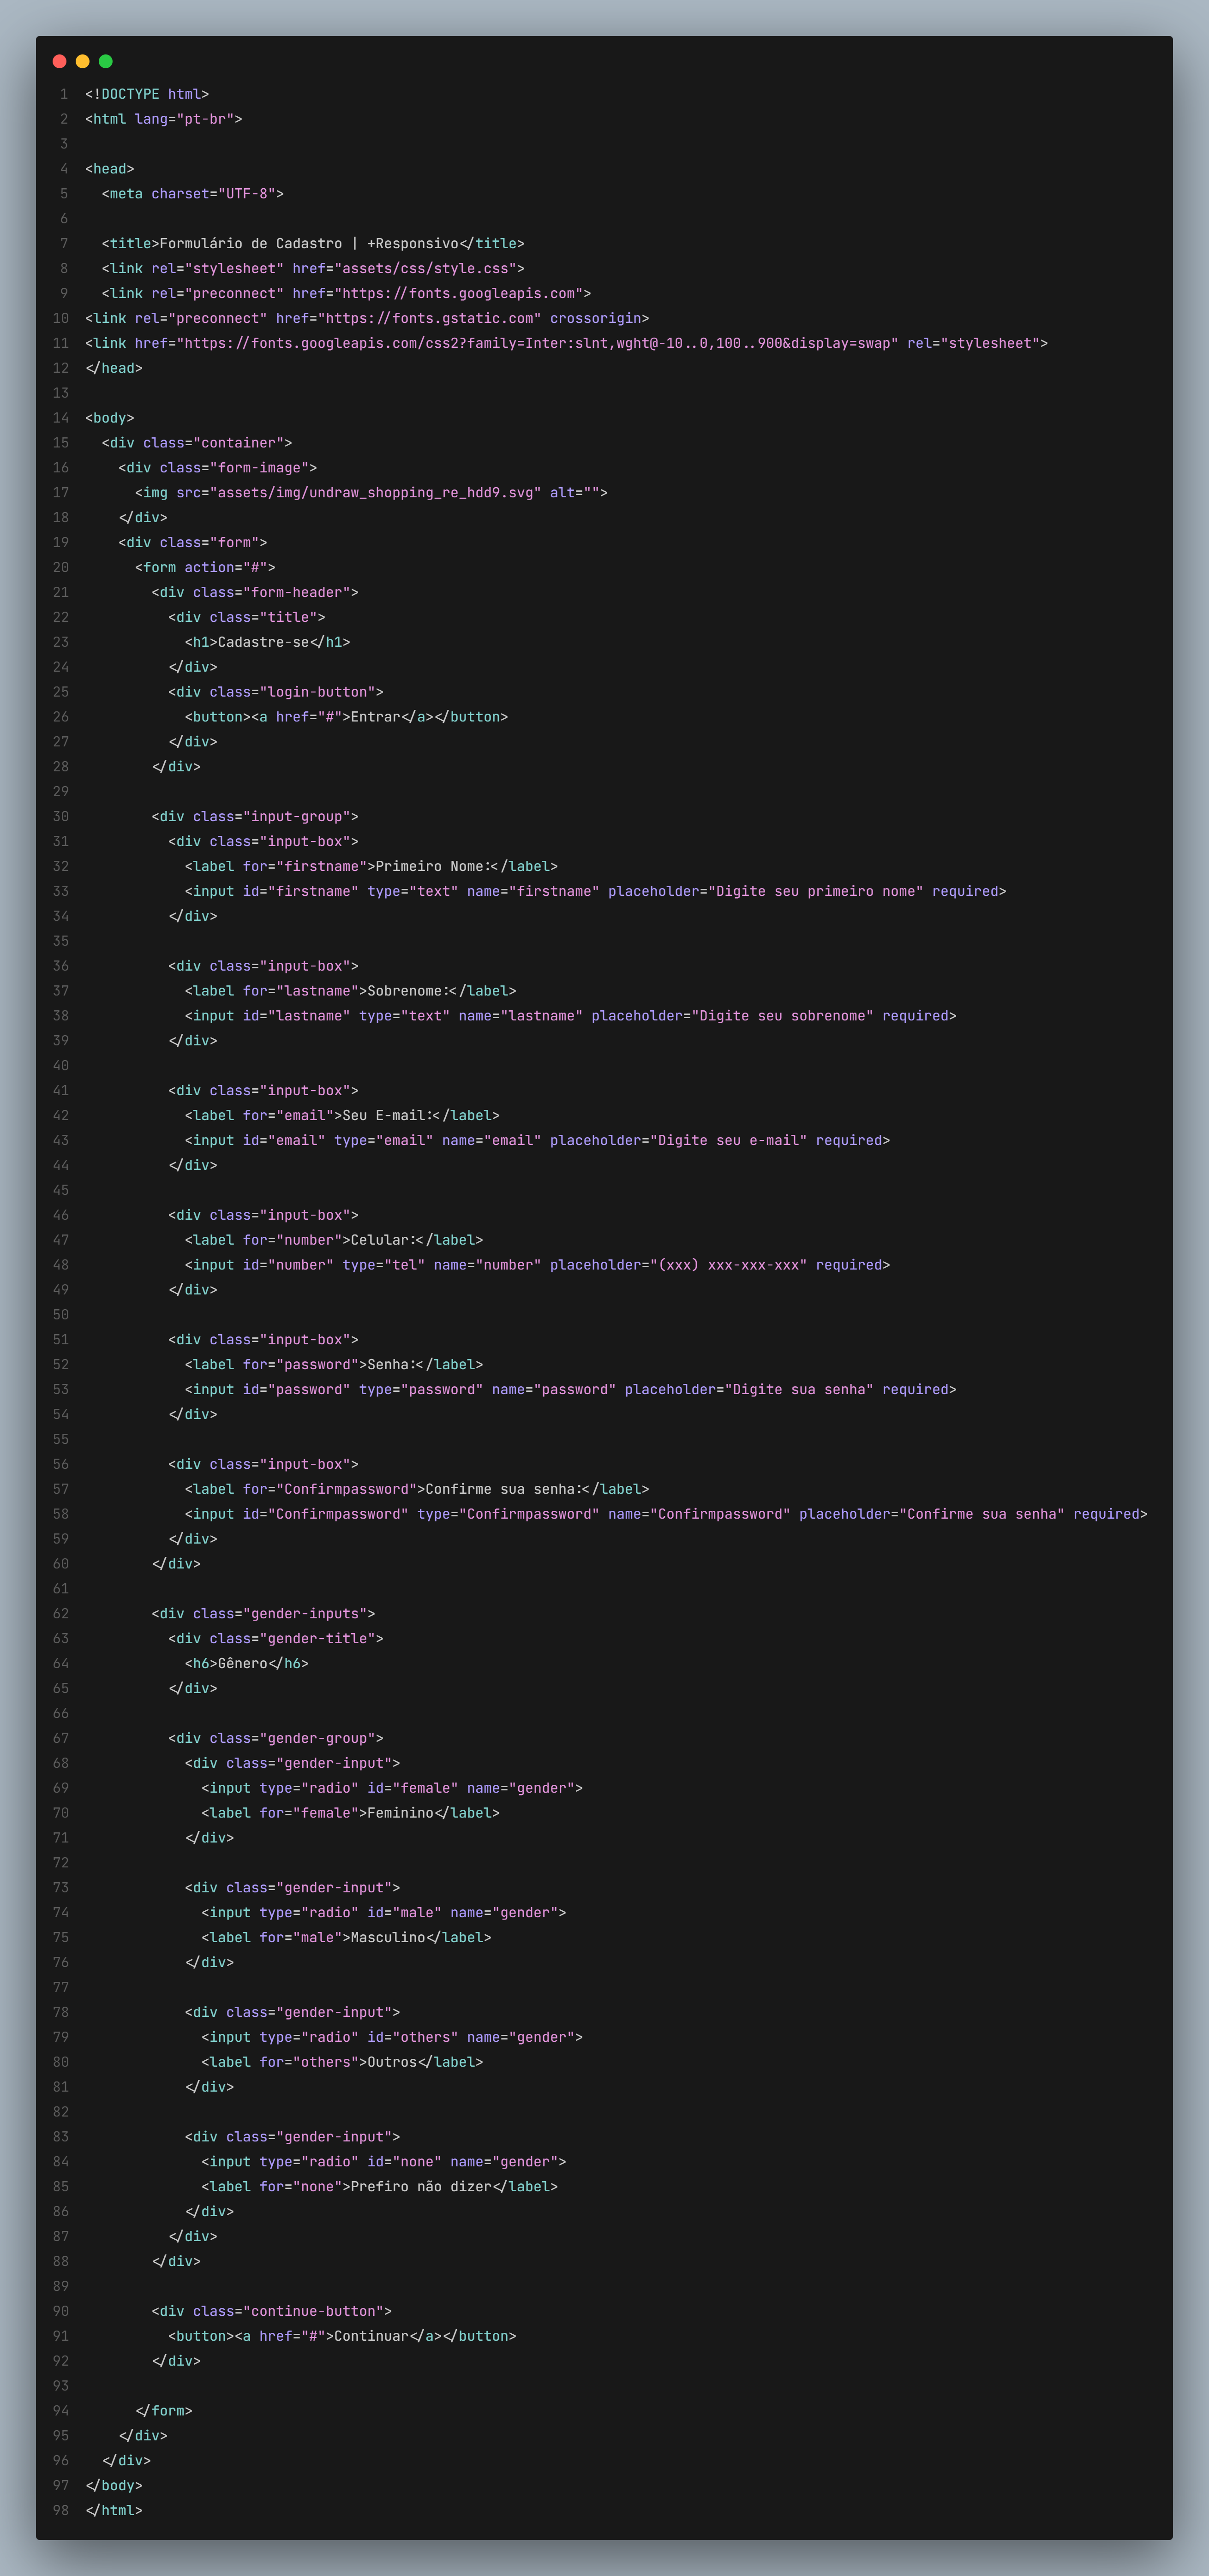 1 <!DOCTYPE html>
2 <html lang="pt-br">
3
4 <head>
5   <meta charset="UTF-8">
6
7   <title>Formulário de Cadastro | +Responsivo</title>
8   <link rel="stylesheet" href="assets/css/style.css">
9   <link rel="preconnect" href="https://fonts.googleapis.com">
10 <link rel="preconnect" href="https://fonts.gstatic.com" crossorigin>
11 <link href="https://fonts.googleapis.com/css2?family=Inter:slnt,wght@-10..0,100..900&display=swap" rel="stylesheet">
12 </head>
13
14 <body>
15   <div class="container">
16     <div class="form-image">
17       <img src="assets/img/undraw_shopping_re_hdd9.svg" alt="">
18     </div>
19     <div class="form">
20       <form action="#">
21         <div class="form-header">
22           <div class="title">
23             <h1>Cadastre-se</h1>
24           </div>
25           <div class="login-button">
26             <button><a href="#">Entrar</a></button>
27           </div>
28         </div>
29
30         <div class="input-group">
31           <div class="input-box">
32             <label for="firstname">Primeiro Nome:</label>
33             <input id="firstname" type="text" name="firstname" placeholder="Digite seu primeiro nome" required>
34           </div>
35
36           <div class="input-box">
37             <label for="lastname">Sobrenome:</label>
38             <input id="lastname" type="text" name="lastname" placeholder="Digite seu sobrenome" required>
39           </div>
40
41           <div class="input-box">
42             <label for="email">Seu E-mail:</label>
43             <input id="email" type="email" name="email" placeholder="Digite seu e-mail" required>
44           </div>
45
46           <div class="input-box">
47             <label for="number">Celular:</label>
48             <input id="number" type="tel" name="number" placeholder="(xxx) xxx-xxx-xxx" required>
49           </div>
50
51           <div class="input-box">
52             <label for="password">Senha:</label>
53             <input id="password" type="password" name="password" placeholder="Digite sua senha" required>
54           </div>
55
56           <div class="input-box">
57             <label for="Confirmpassword">Confirme sua senha:</label>
58             <input id="Confirmpassword" type="Confirmpassword" name="Confirmpassword" placeholder="Confirme sua senha" required>
59           </div>
60         </div>
61
62         <div class="gender-inputs">
63           <div class="gender-title">
64             <h6>Gênero</h6>
65           </div>
66
67           <div class="gender-group">
68             <div class="gender-input">
69               <input type="radio" id="female" name="gender">
70               <label for="female">Feminino</label>
71             </div>
72
73             <div class="gender-input">
74               <input type="radio" id="male" name="gender">
75               <label for="male">Masculino</label>
76             </div>
77
78             <div class="gender-input">
79               <input type="radio" id="others" name="gender">
80               <label for="others">Outros</label>
81             </div>
82
83             <div class="gender-input">
84               <input type="radio" id="none" name="gender">
85               <label for="none">Prefiro não dizer</label>
86             </div>
87           </div>
88         </div>
89
90         <div class="continue-button">
91           <button><a href="#">Continuar</a></button>
92         </div>
93
94       </form>
95     </div>
96   </div>
97 </body>
98 </html>